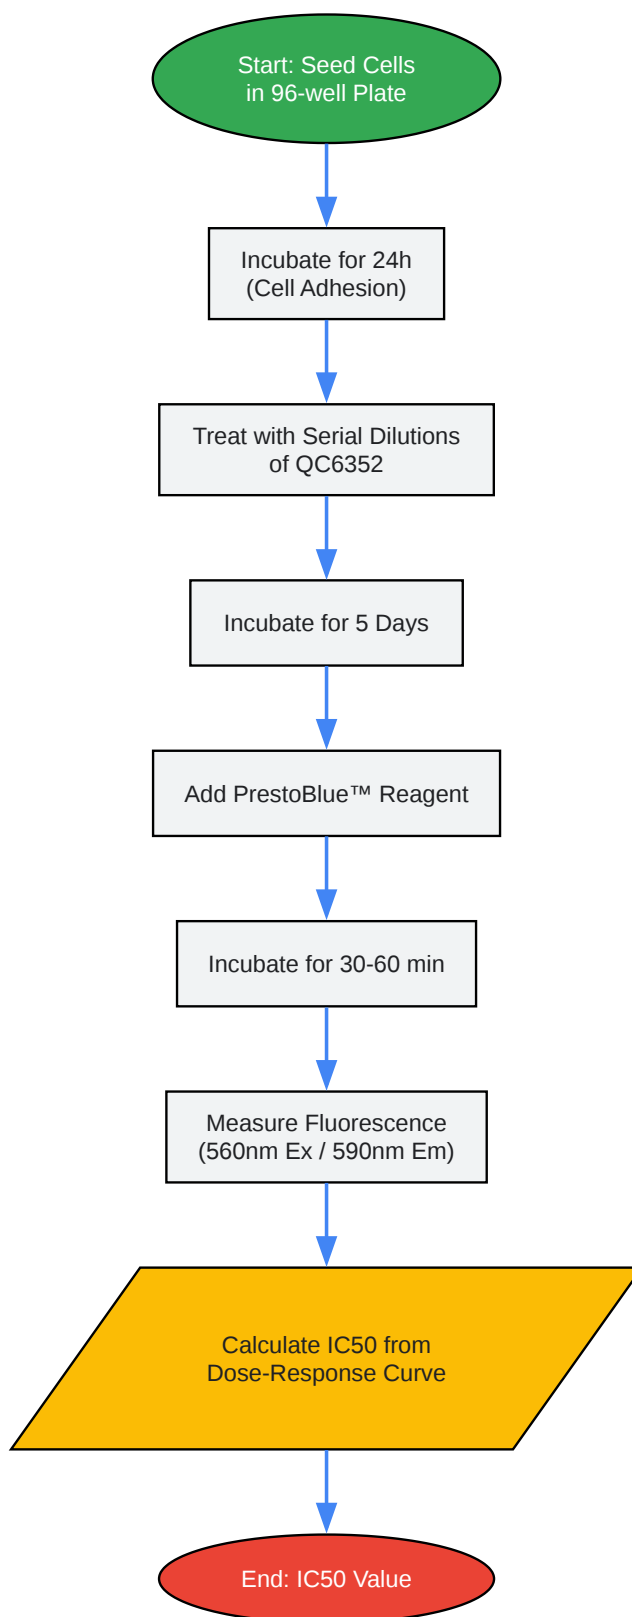 Start: Seed Cells
in 96-well Plate
Incubate for 24h
(Cell Adhesion)
Treat with Serial Dilutions
of QC6352
Incubate for 5 Days
Add PrestoBlue™ Reagent
Incubate for 30-60 min
Measure Fluorescence
(560nm Ex / 590nm Em)
Calculate IC50 from
Dose-Response Curve
End: IC50 Value